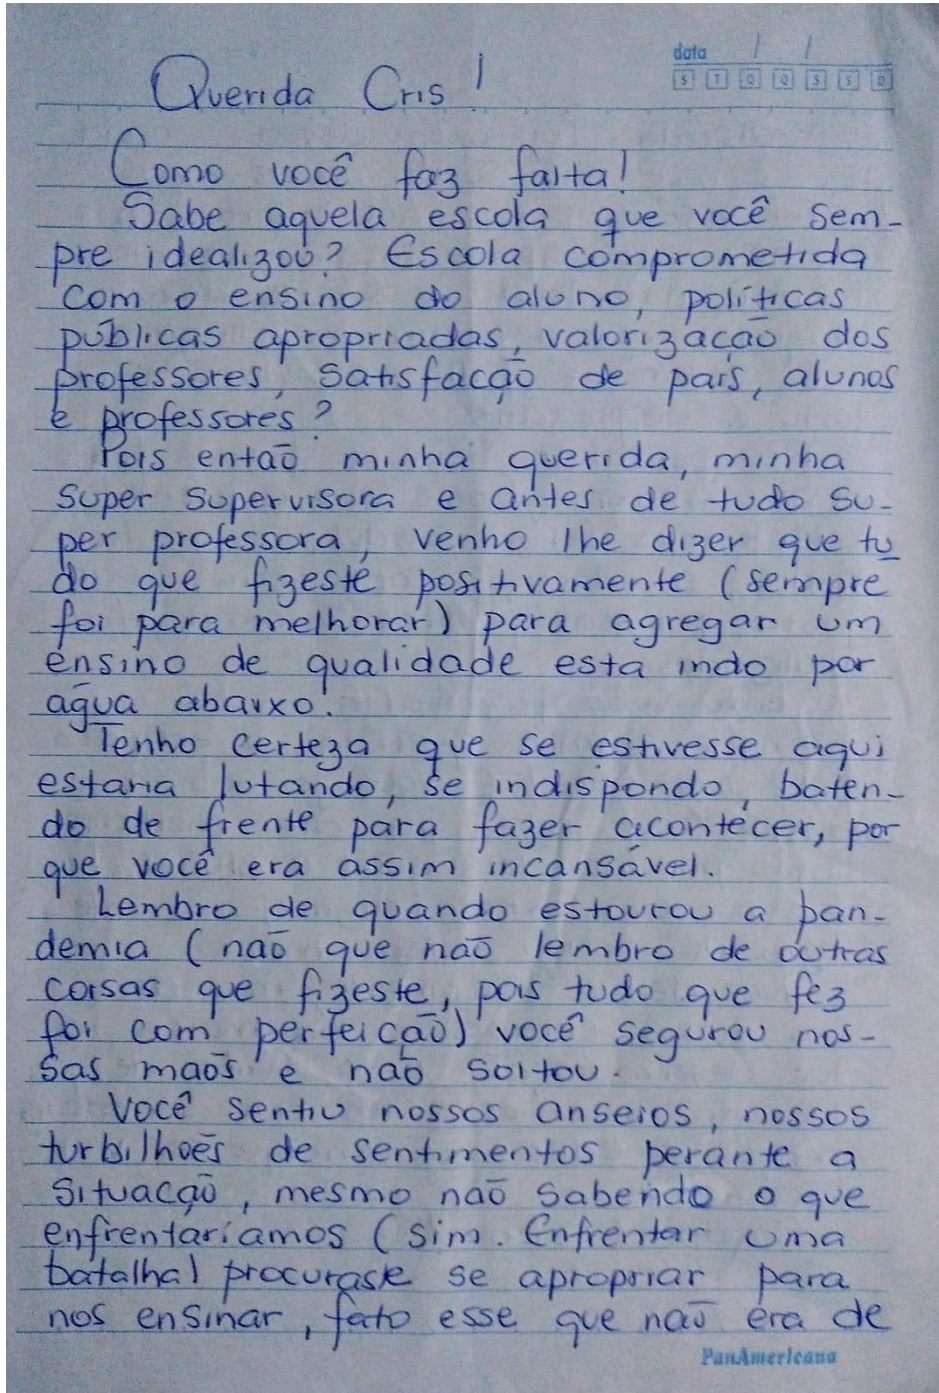 data / /
S T Q Q S S D
Querida Cris!
Como você faz falta!
Sabe aquela escola que você sem-
pre idealizou? Escola comprometida
com o ensino do aluno, políticas
públicas apropriadas, valorização dos
professores, satisfação de pais, alunos
e professores?
Pois então minha querida, minha
super supervisora e antes de tudo su-
per professora, venho lhe dizer que tu
do que fizeste positivamente (sempre
foi para melhorar) para agregar um
ensino de qualidade esta indo por
água abaixo.
Tenho certeza que se estivesse aqui
estaria lutando, se indispondo, baten-
do de frente para fazer acontecer, por
que você era assim incansável.
Lembro de quando estourou a pan-
demia (não que não lembro de outras
coisas que fizeste, pois tudo que fez
foi com perfeição) você segurou nos-
sas mãos e não soltou.
Você sentiu nossos anseios, nossos
turbilhões de sentimentos perante a
situação, mesmo não sabendo o que
enfrentaríamos (sim. Enfrentar uma
batalha) procurase se apropriar para
nos ensinar, fato esse que não era de
PanAmericana